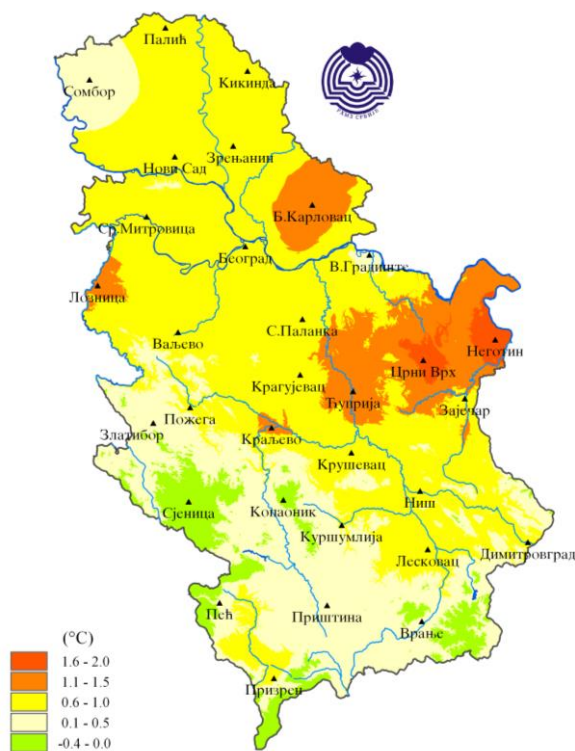 Палић
Кикинда
Сомбор
Зрењанин
Нови Сад
Б.Карловац
Ср.Митровица
Београд
В.Градиште
Лозница
С.Паланка
Ваљево
Неготин
Црни Врх
Крагујевац
Ћуприја
Зајечар
Пожега
Златибор
Краљево
Крушевац
Ниш
Сјеница
Копаоник
Куршумлија
Димитровград
Лесковац
Пећ
Приштина
Врање
Призрен
(°C)
1.6 - 2.0
1.1 - 1.5
0.6 - 1.0
0.1 - 0.5
-0.4 - 0.0